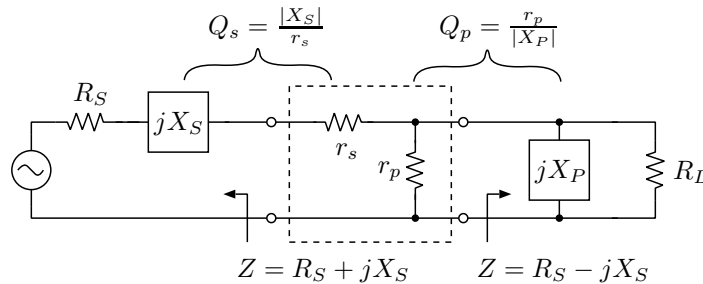 Q_s = |X_S| / r_s
Q_p = r_p / |X_P|
R_S
jX_S
r_s
r_p
jX_P
R_L
Z = R_S + jX_S
Z = R_S − jX_S